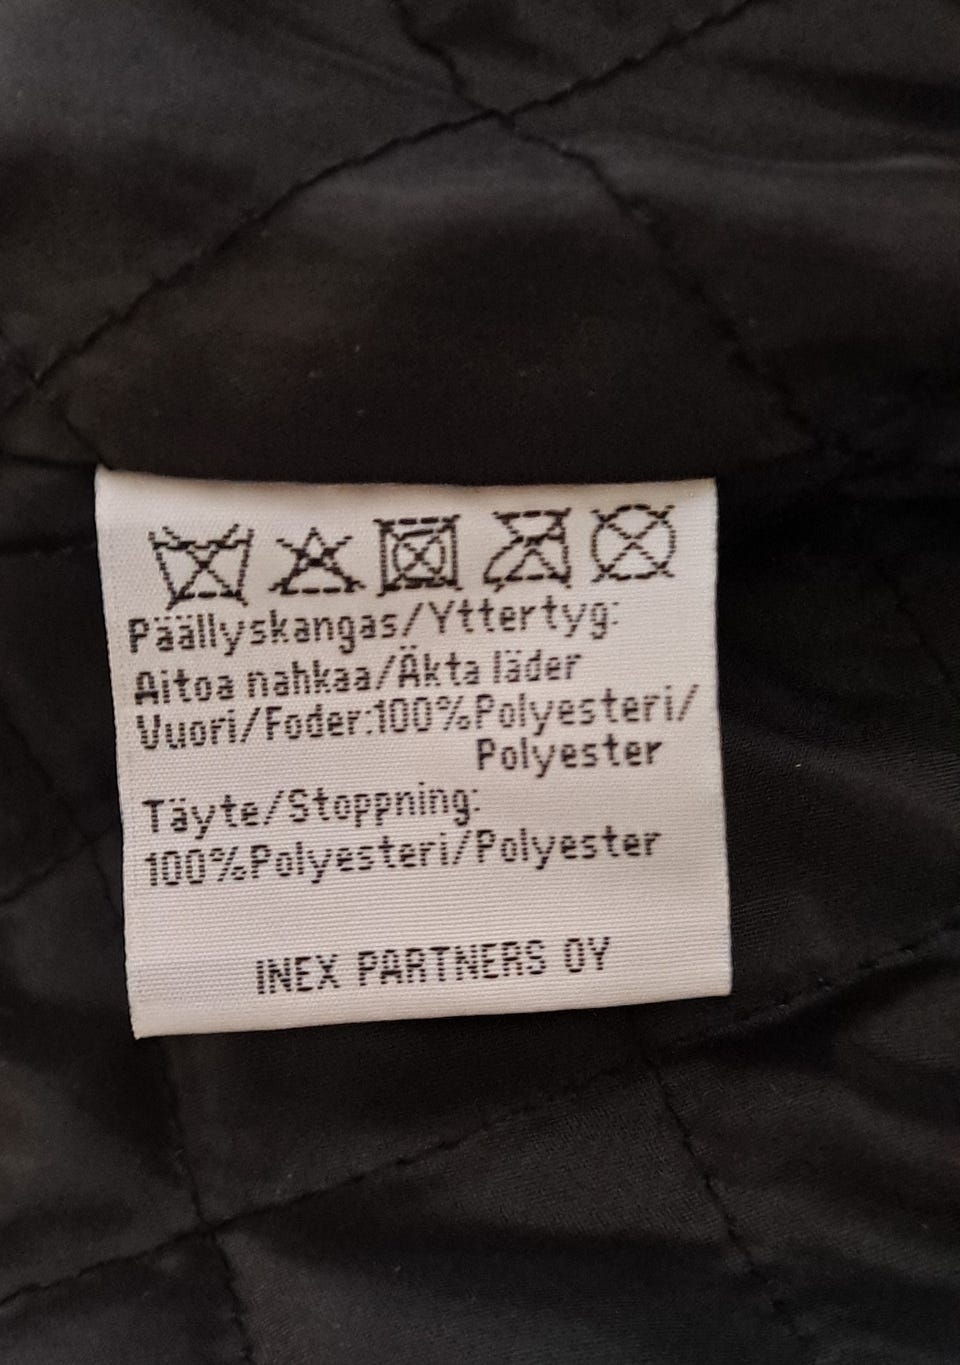 Päällyskangas/Yttertyg:
Aitoa nahkaa/Äkta läder
Vuori/Foder:100%Polyesteri/
Polyester
Täyte/Stoppning:
100%Polyesteri/Polyester
INEX PARTNERS OY